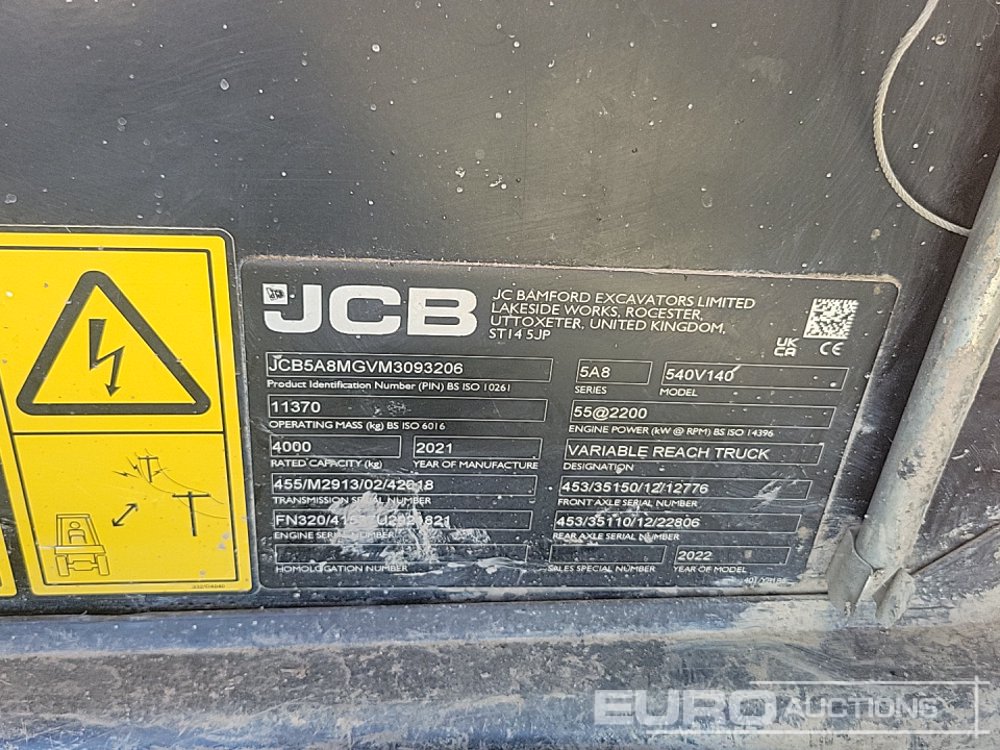 JCB
JC BAMFORD EXCAVATORS LIMITED
LAKESIDE WORKS, ROCESTER,
UTTOXETER, UNITED KINGDOM,
ST14 5JP
UK
CA CE
JCB5A8MGVM3093206
Product Identification Number (PIN) BS ISO 10261
5A8 540V140
SERIES MODEL
11370
OPERATING MASS (kg) BS ISO 6016
55@2200
ENGINE POWER (kW @ RPM) BS ISO 14396
4000 2021
RATED CAPACITY (kg) YEAR OF MANUFACTURE
VARIABLE REACH TRUCK
DESIGNATION
455/M2913/02/42218
TRANSMISSION SERIAL NUMBER
453/35150/12/12776
FRONT AXLE SERIAL NUMBER
ENGINE SERIAL NUMBER
453/35110/12/22806
REAR AXLE SERIAL NUMBER
HOMOLOGATION NUMBER
2022
SALES SPECIAL NUMBER YEAR OF MODEL
EURO AUCTIONS